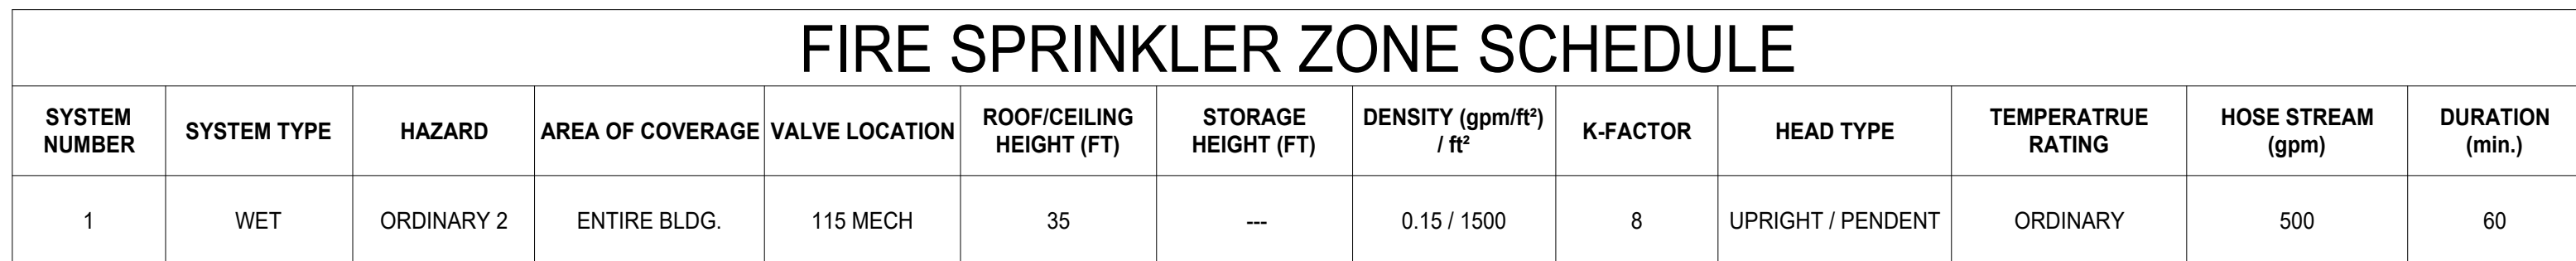 FIRE SPRINKLER ZONE SCHEDULE
SYSTEM NUMBER
SYSTEM TYPE
HAZARD
AREA OF COVERAGE
VALVE LOCATION
ROOF/CEILING HEIGHT (FT)
STORAGE HEIGHT (FT)
DENSITY (gpm/ft²) / ft²
K-FACTOR
HEAD TYPE
TEMPERATRUE RATING
HOSE STREAM (gpm)
DURATION (min.)
1
WET
ORDINARY 2
ENTIRE BLDG.
115 MECH
35
---
0.15 / 1500
8
UPRIGHT / PENDENT
ORDINARY
500
60